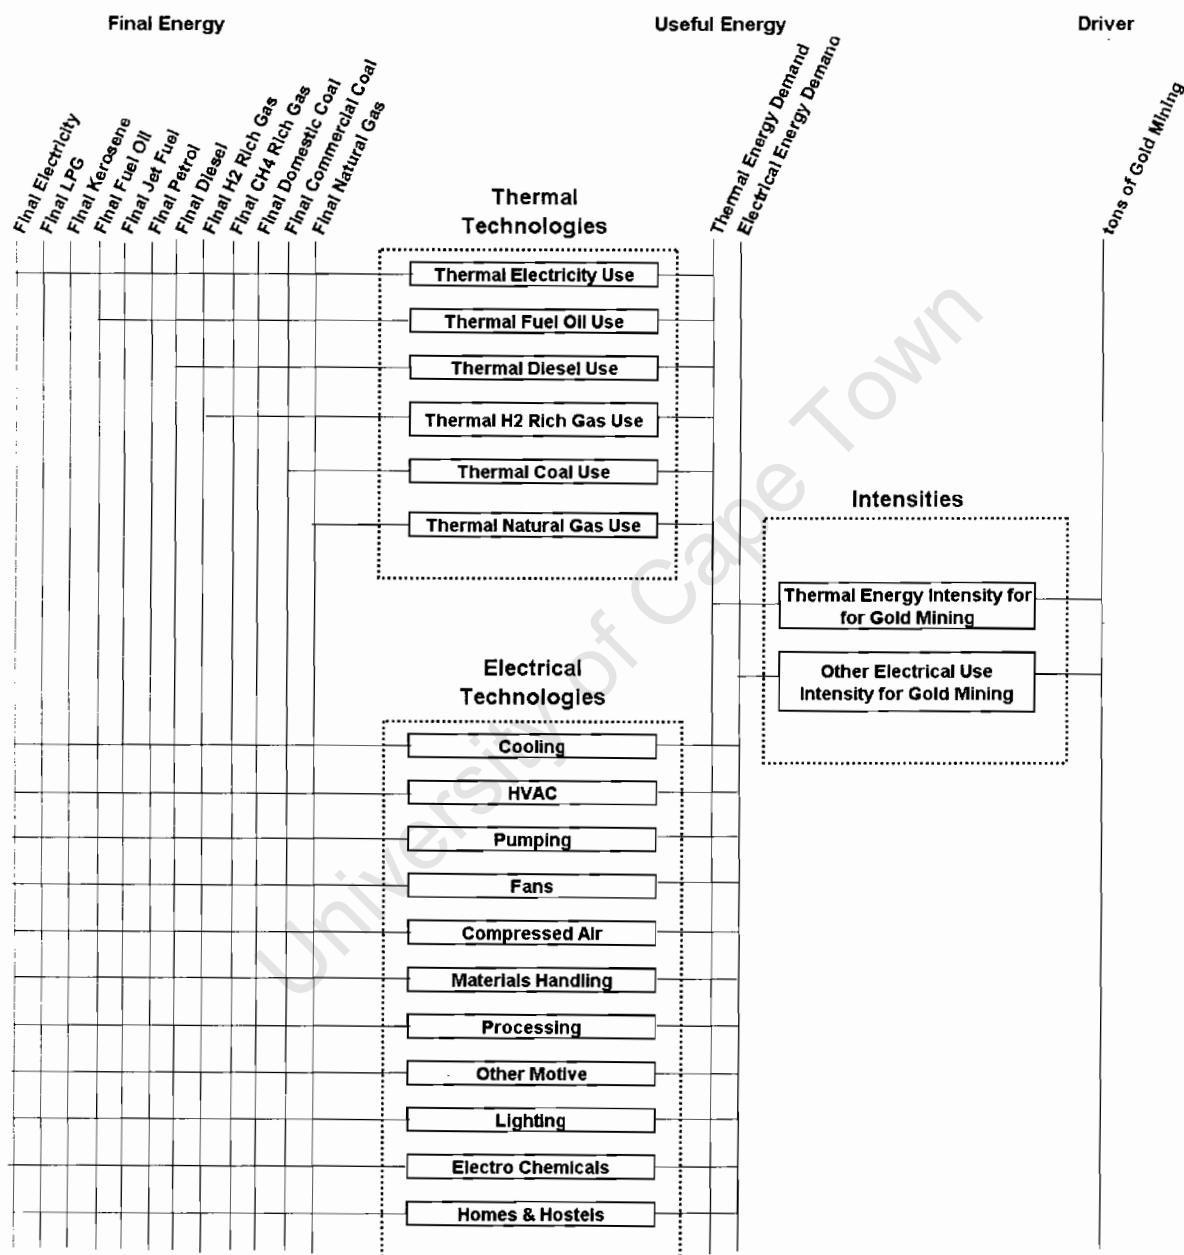 Final Energy
Useful Energy
Driver
Final Electricity
Final LPG
Final Kerosene
Final Fuel Oil
Final Jet Fuel
Final Petrol
Final Diesel
Final H2 Rich Gas
Final CH4 Rich Gas
Final Domestic Coal
Final Commercial Coal
Final Natural Gas
Thermal Energy Demand
Electrical Energy Demand
tons of Gold Mining
Thermal
Technologies
Thermal Electricity Use
Thermal Fuel Oil Use
Thermal Diesel Use
Thermal H2 Rich Gas Use
Thermal Coal Use
Thermal Natural Gas Use
Intensities
Thermal Energy Intensity for
for Gold Mining
Other Electrical Use
Intensity for Gold Mining
Electrical
Technologies
Cooling
HVAC
Pumping
Fans
Compressed Air
Materials Handling
Processing
Other Motive
Lighting
Electro Chemicals
Homes & Hostels
University of Cape Town